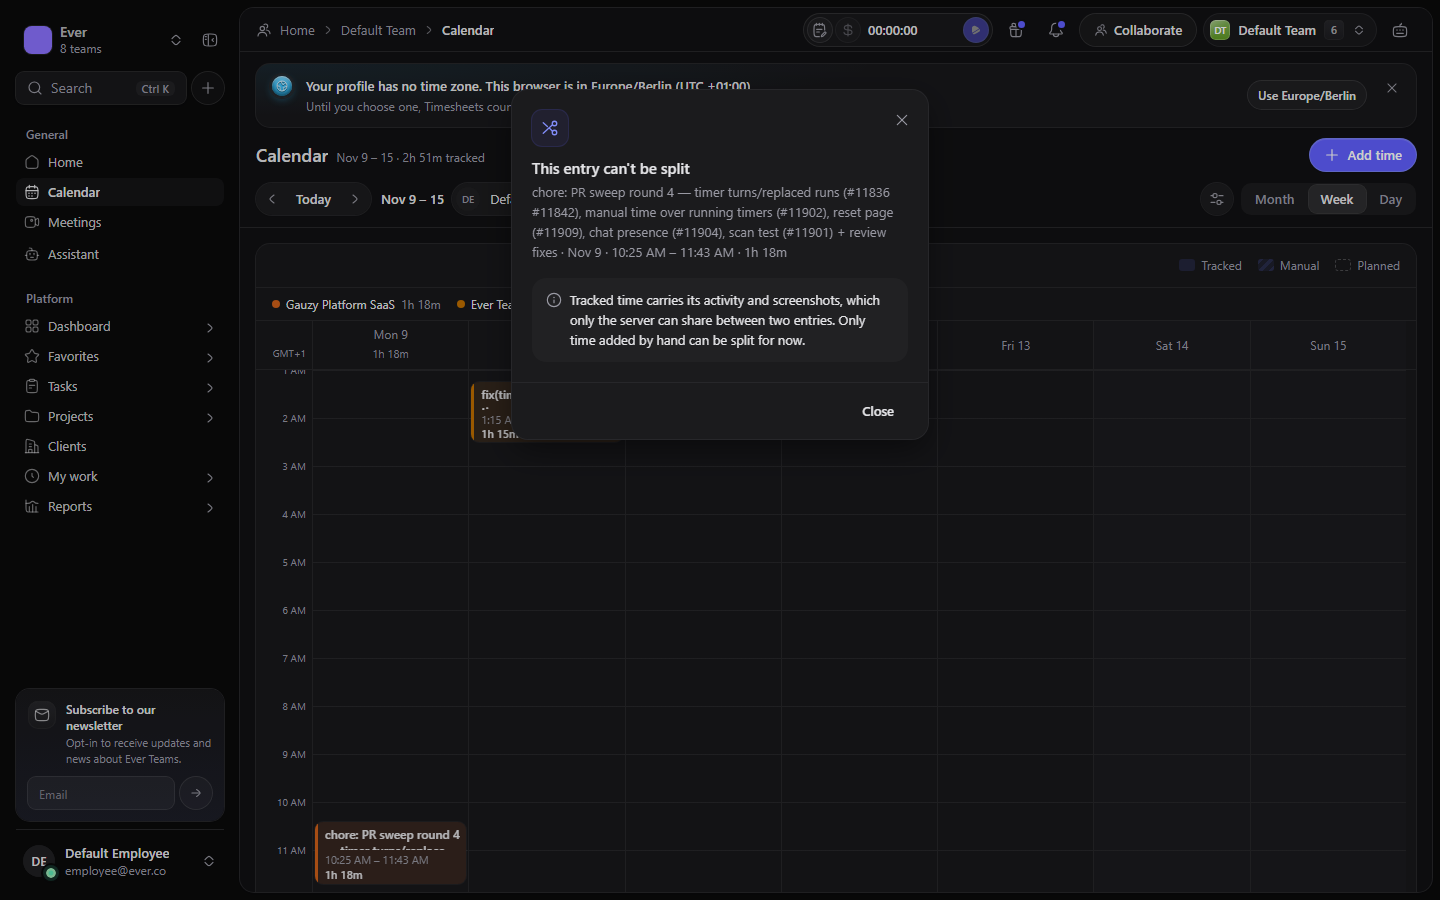 Ever
8 teams
Search
Ctrl K
General
Home
Calendar
Meetings
Assistant
Platform
Dashboard
Favorites
Tasks
Projects
Clients
My work
Reports
Subscribe to our
newsletter
Opt-in to receive updates and
news about Ever Teams.
Email
DE
Default Employee
employee@ever.co
Home
Default Team
Calendar
00:00:00
Collaborate
DT
Default Team
6
Your profile has no time zone. This browser is in Europe/Berlin (UTC +01:00)
Until you choose one, Timesheets
Use Europe/Berlin
Calendar
Nov 9 – 15 · 2h 51m tracked
Add time
Today
Nov 9 – 15
DE
Month
Week
Day
Tracked
Manual
Planned
Gauzy Platform SaaS 1h 18m
Ever
GMT+1
Mon 9
1h 18m
Fri 13
Sat 14
Sun 15
1 AM
2 AM
3 AM
4 AM
5 AM
6 AM
7 AM
8 AM
9 AM
10 AM
11 AM
1:15
1h 15m
chore: PR sweep round 4
10:25 AM – 11:43 AM
1h 18m
This entry can't be split
chore: PR sweep round 4 — timer turns/replaced runs (#11836
#11842), manual time over running timers (#11902), reset page
(#11909), chat presence (#11904), scan test (#11901) + review
fixes · Nov 9 · 10:25 AM – 11:43 AM · 1h 18m
Tracked time carries its activity and screenshots, which
only the server can share between two entries. Only
time added by hand can be split for now.
Close